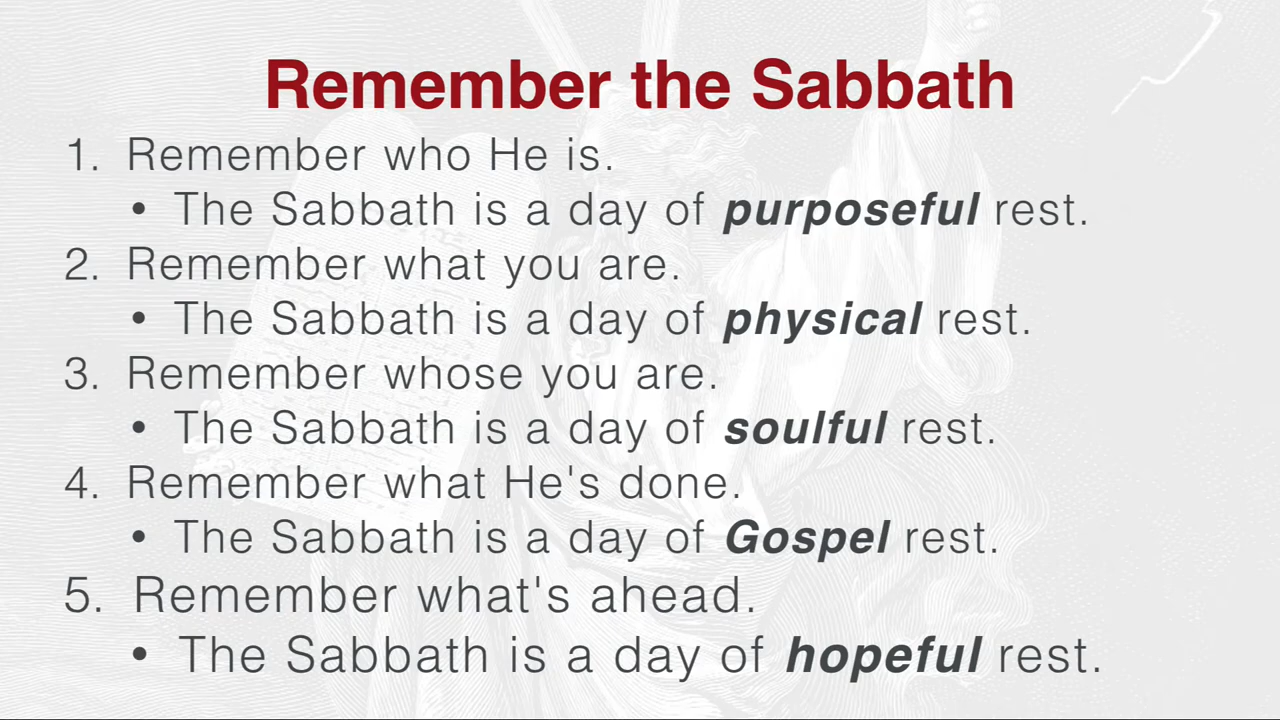 Remember the Sabbath
1. Remember who He is.
• The Sabbath is a day of purposeful rest.
2. Remember what you are.
• The Sabbath is a day of physical rest.
3. Remember whose you are.
• The Sabbath is a day of soulful rest.
4. Remember what He's done.
• The Sabbath is a day of Gospel rest.
5. Remember what's ahead.
• The Sabbath is a day of hopeful rest.